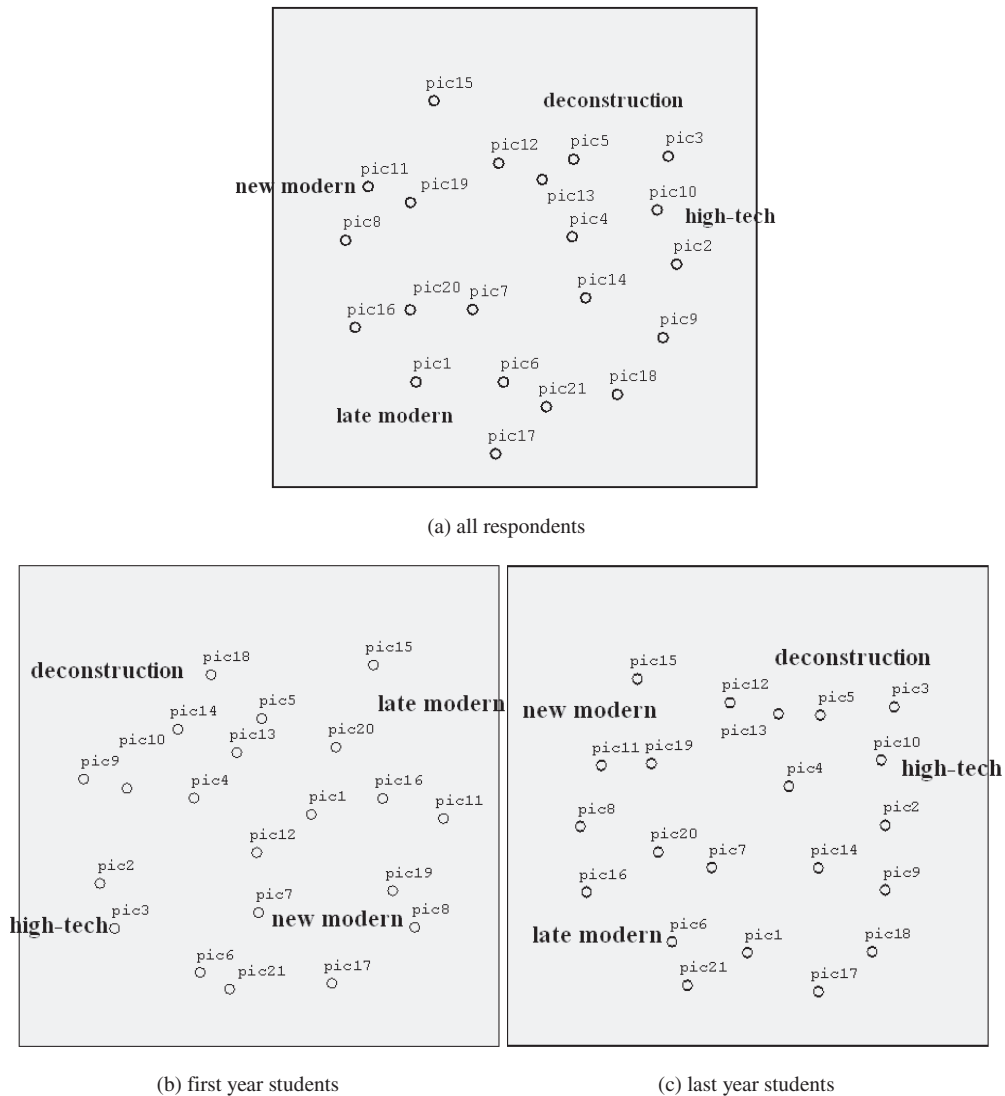 pic15
deconstruction
pic12 pic5 pic3
new modern pic11 pic19 pic13 pic10
pic8 pic4 high-tech
pic2
pic20 pic7 pic14
pic16 pic9
pic1 pic6 pic18
late modern pic21
pic17
(a) all respondents
deconstruction pic18 pic15
pic14 pic5 late modern
pic10 pic13 pic20
pic9 pic4 pic16
pic1 pic11
pic12
pic2 pic19
high-tech pic3 pic7 new modern pic8
pic6 pic21 pic17
(b) first year students
pic15 deconstruction
new modern pic12 pic5 pic3
pic13
pic11 pic19 pic10
pic4 high-tech
pic8 pic2
pic20 pic7 pic14
pic16 pic9
late modern pic6 pic1 pic18
pic21 pic17
(c) last year students